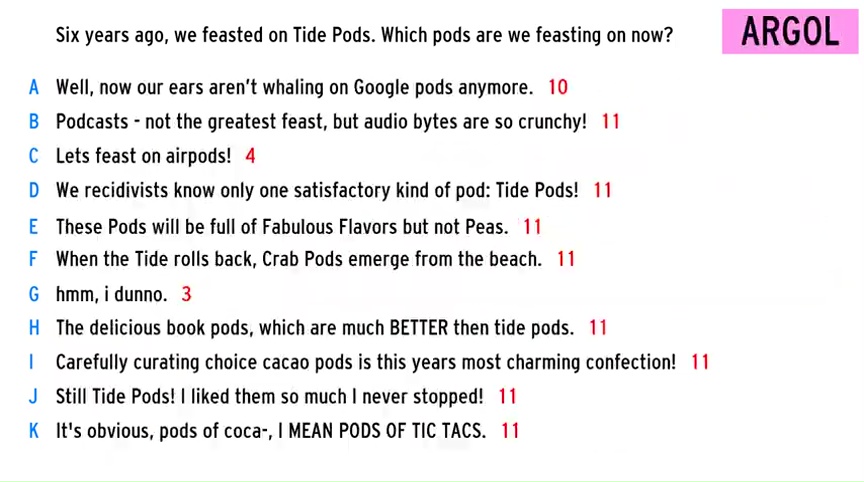 Six years ago, we feasted on Tide Pods. Which pods are we feasting on now?
ARGOL
A Well, now our ears aren't whaling on Google pods anymore. 10
B Podcasts - not the greatest feast, but audio bytes are so crunchy! 11
C Lets feast on airpods! 4
D We recidivists know only one satisfactory kind of pod: Tide Pods! 11
E These Pods will be full of Fabulous Flavors but not Peas. 11
F When the Tide rolls back, Crab Pods emerge from the beach. 11
G hmm, i dunno. 3
H The delicious book pods, which are much BETTER then tide pods. 11
I Carefully curating choice cacao pods is this years most charming confection! 11
J Still Tide Pods! I liked them so much I never stopped! 11
K It's obvious, pods of coca-, I MEAN PODS OF TIC TACS. 11